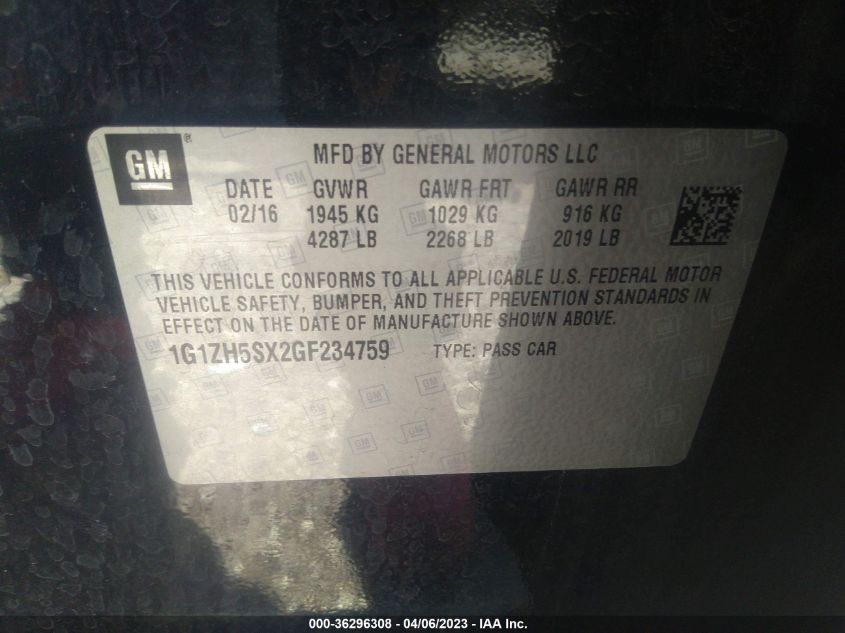 GM ®
MFD BY GENERAL MOTORS LLC
DATE GVWR GAWR FRT GAWR RR
02/16 1945 KG 1029 KG 916 KG
4287 LB 2268 LB 2019 LB
THIS VEHICLE CONFORMS TO ALL APPLICABLE U.S. FEDERAL MOTOR
VEHICLE SAFETY, BUMPER, AND THEFT PREVENTION STANDARDS IN
EFFECT ON THE DATE OF MANUFACTURE SHOWN ABOVE.
1G1ZH5SX2GF234759 TYPE: PASS CAR
000-36296308 - 04/06/2023 - IAA Inc.